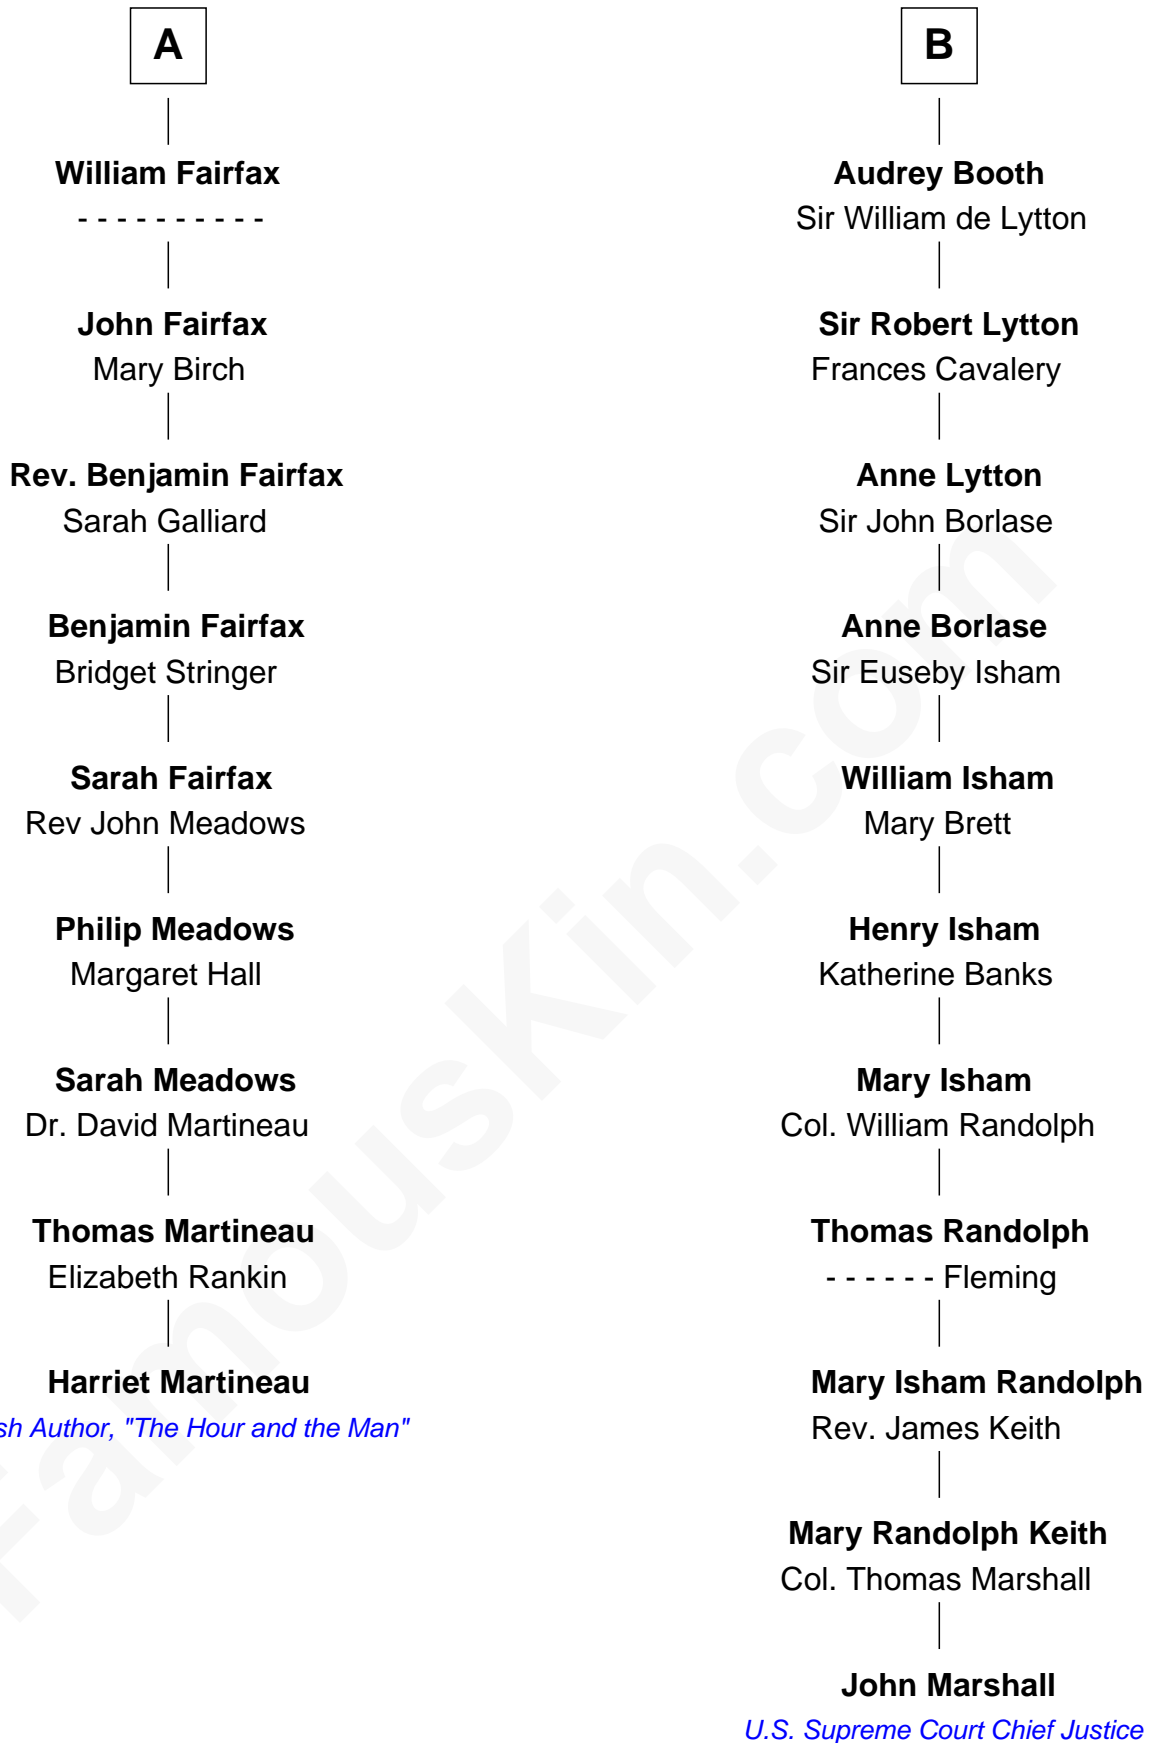 A
William Fairfax
- - - - - - - - - -
John Fairfax
Mary Birch
Rev. Benjamin Fairfax
Sarah Galliard
Benjamin Fairfax
Bridget Stringer
Sarah Fairfax
Rev John Meadows
Philip Meadows
Margaret Hall
Sarah Meadows
Dr. David Martineau
Thomas Martineau
Elizabeth Rankin
Harriet Martineau
Author, "The Hour and the Man"
B
Audrey Booth
Sir William de Lytton
Sir Robert Lytton
Frances Cavalery
Anne Lytton
Sir John Borlase
Anne Borlase
Sir Euseby Isham
William Isham
Mary Brett
Henry Isham
Katherine Banks
Mary Isham
Col. William Randolph
Thomas Randolph
- - - - - - Fleming
Mary Isham Randolph
Rev. James Keith
Mary Randolph Keith
Col. Thomas Marshall
John Marshall
U.S. Supreme Court Chief Justice
FamousKin.com